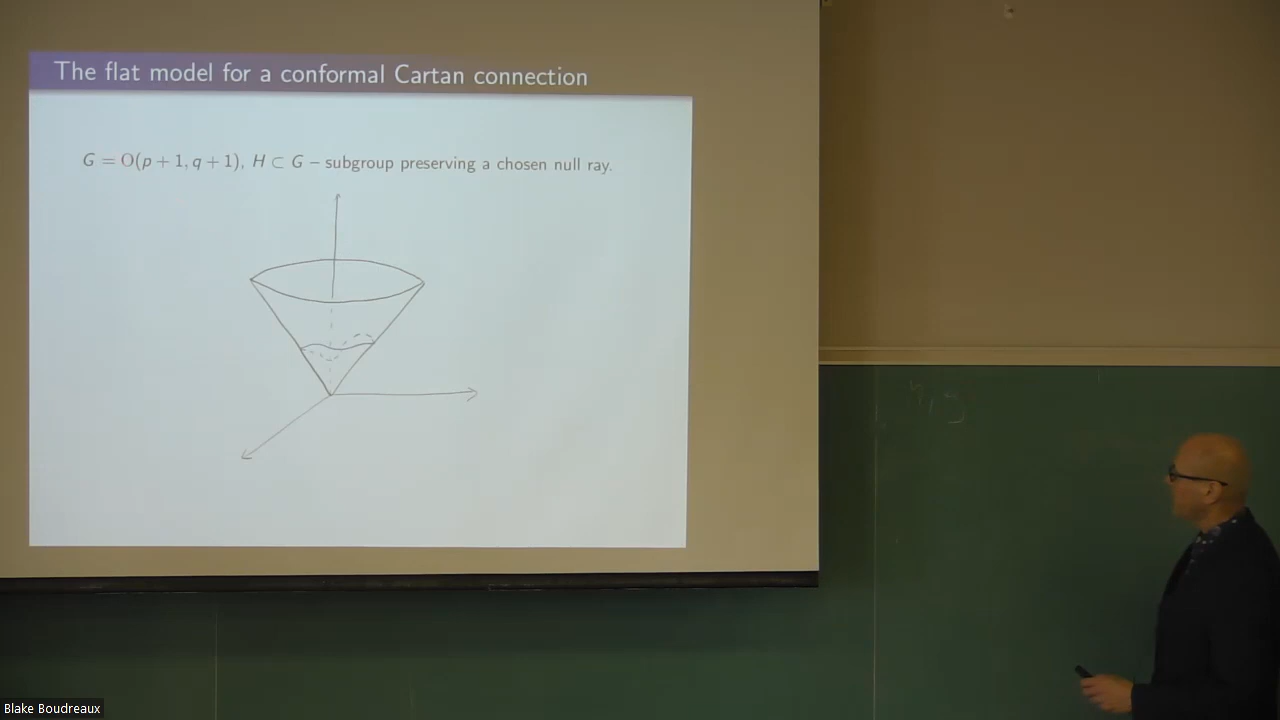 The flat model for a conformal Cartan connection
G = O(p + 1, q + 1), H ⊂ G – subgroup preserving a chosen null ray.
Blake Boudreaux